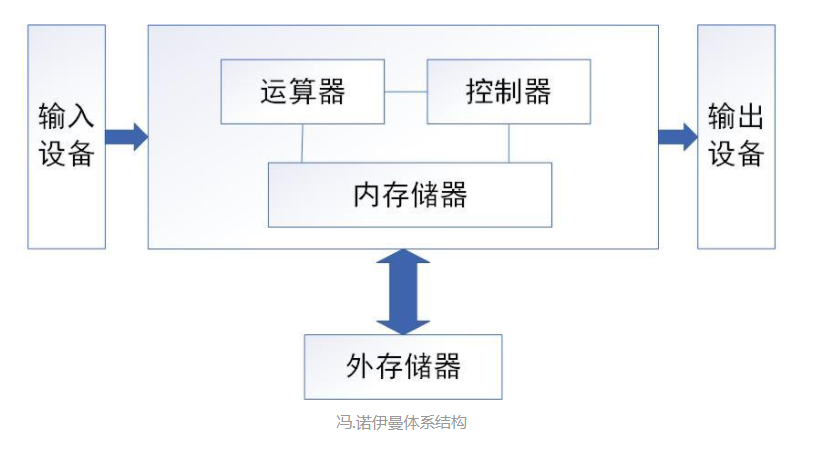 输入
设备
运算器
控制器
内存储器
输出
设备
外存储器
冯.诺伊曼体系结构